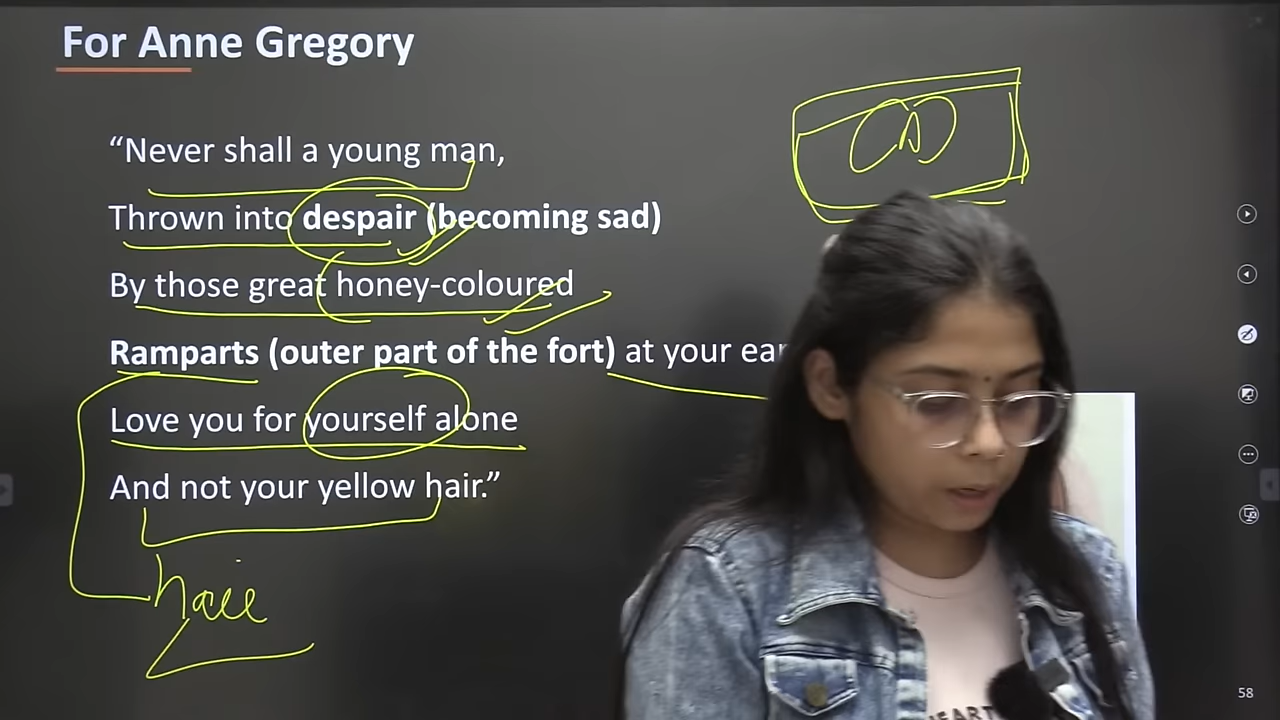 For Anne Gregory
“Never shall a young man,
Thrown into despair (becoming sad)
By those great honey-coloured
Ramparts (outer part of the fort) at your ear
Love you for yourself alone
And not your yellow hair.”
hair
58